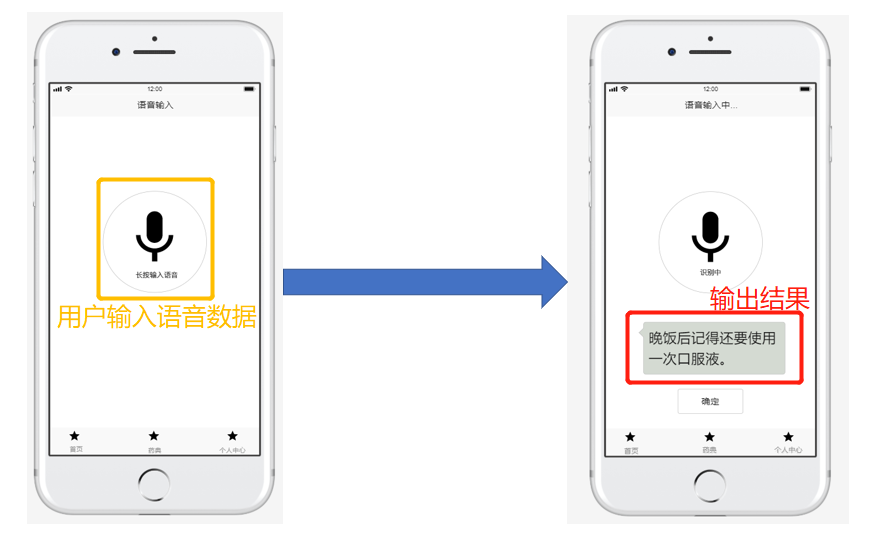 12:00
语音输入
长按输入语音
用户输入语音数据
首页
药类
个人中心
12:00
语音输入中...
识别中
输出结果
晚饭后记得还要使用
一次口服液。
确定
首页
个人中心